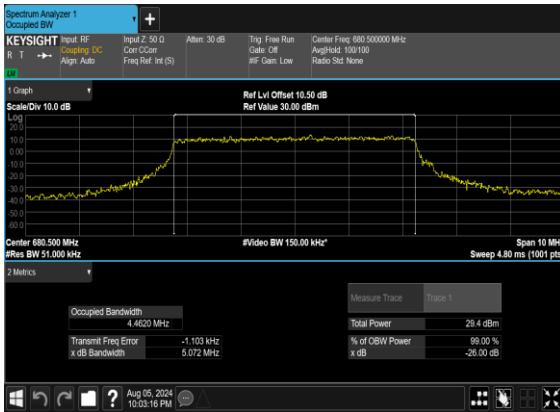 Spectrum Analyzer 1
Occupied BW
+
KEYSIGHT
R T
LXI
Input: RF
Coupling: DC
Align: Auto
Input Z: 50 Ω
Corr CCorr
Freq Ref: Int (S)
Atten: 30 dB
Trig: Free Run
Gate: Off
#IF Gain: Low
Center Freq: 680.500000 MHz
Avg|Hold: 100/100
Radio Std: None
1 Graph
Scale/Div 10.0 dB
Ref Lvl Offset 10.50 dB
Ref Value 30.00 dBm
Log
20.0
10.0
0.00
-10.0
-20.0
-30.0
-40.0
-50.0
-60.0
Center 680.500 MHz
#Res BW 51.000 kHz
#Video BW 150.00 kHz*
Span 10 MH
Sweep 4.80 ms (1001 pts
2 Metrics
Measure Trace
Trace 1
Occupied Bandwidth
4.4620 MHz
Total Power
29.4 dBm
Transmit Freq Error
-1.103 kHz
% of OBW Power
99.00 %
x dB Bandwidth
5.072 MHz
x dB
-26.00 dB
?
Aug 05, 2024
10:03:16 PM